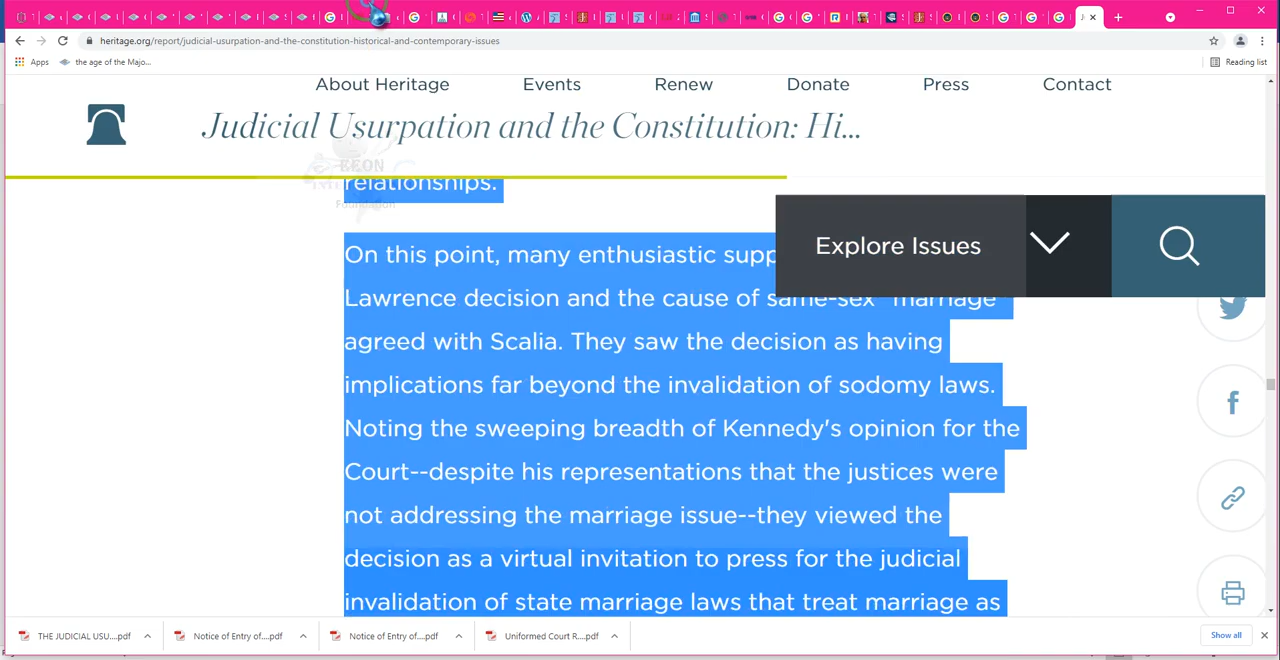 heritage.org/report/judicial-usurpation-and-the-constitution-historical-and-contemporary-issues
Apps the age of the Majo... Reading list
About Heritage Events Renew Donate Press Contact
Judicial Usurpation and the Constitution: Hi...
relationships.
Foundation
Explore Issues
On this point, many enthusiastic supp
Lawrence decision and the cause of same-sex "marriage"
agreed with Scalia. They saw the decision as having
implications far beyond the invalidation of sodomy laws.
Noting the sweeping breadth of Kennedy's opinion for the
Court--despite his representations that the justices were
not addressing the marriage issue--they viewed the
decision as a virtual invitation to press for the judicial
invalidation of state marriage laws that treat marriage as
THE JUDICIAL USU....pdf Notice of Entry of....pdf Notice of Entry of....pdf Uniformed Court R....pdf Show all